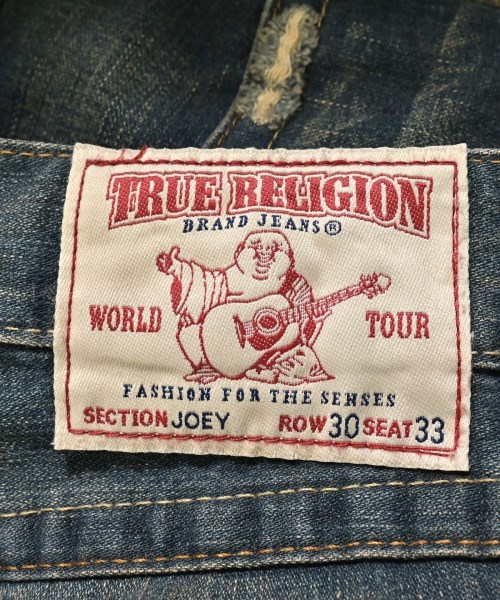 TRUE RELIGION
BRAND JEANS®
WORLD TOUR
FASHION FOR THE SENSES
SECTION JOEY ROW 30 SEAT 33